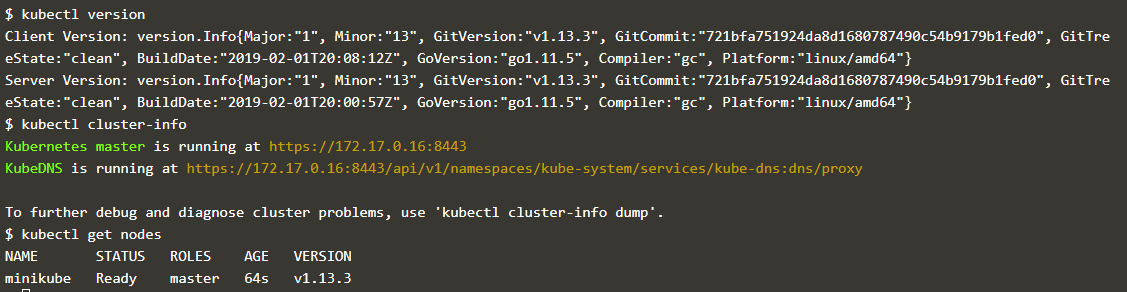 $ kubectl version
Client Version: version.Info{Major:"1", Minor:"13", GitVersion:"v1.13.3", GitCommit:"721bfa751924da8d1680787490c54b9179b1fed0", GitTre
eState:"clean", BuildDate:"2019-02-01T20:08:12Z", GoVersion:"go1.11.5", Compiler:"gc", Platform:"linux/amd64"}
Server Version: version.Info{Major:"1", Minor:"13", GitVersion:"v1.13.3", GitCommit:"721bfa751924da8d1680787490c54b9179b1fed0", GitTre
eState:"clean", BuildDate:"2019-02-01T20:00:57Z", GoVersion:"go1.11.5", Compiler:"gc", Platform:"linux/amd64"}
$ kubectl cluster-info
Kubernetes master is running at https://172.17.0.16:8443
KubeDNS is running at https://172.17.0.16:8443/api/v1/namespaces/kube-system/services/kube-dns:dns/proxy

To further debug and diagnose cluster problems, use 'kubectl cluster-info dump'.
$ kubectl get nodes
NAME       STATUS   ROLES    AGE   VERSION
minikube   Ready    master   64s   v1.13.3